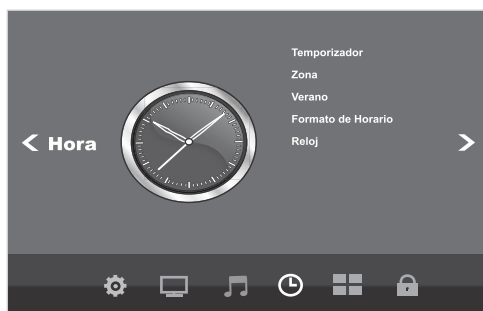 Hora
Temporizador
Zona
Verano
Formato de Horario
Reloj